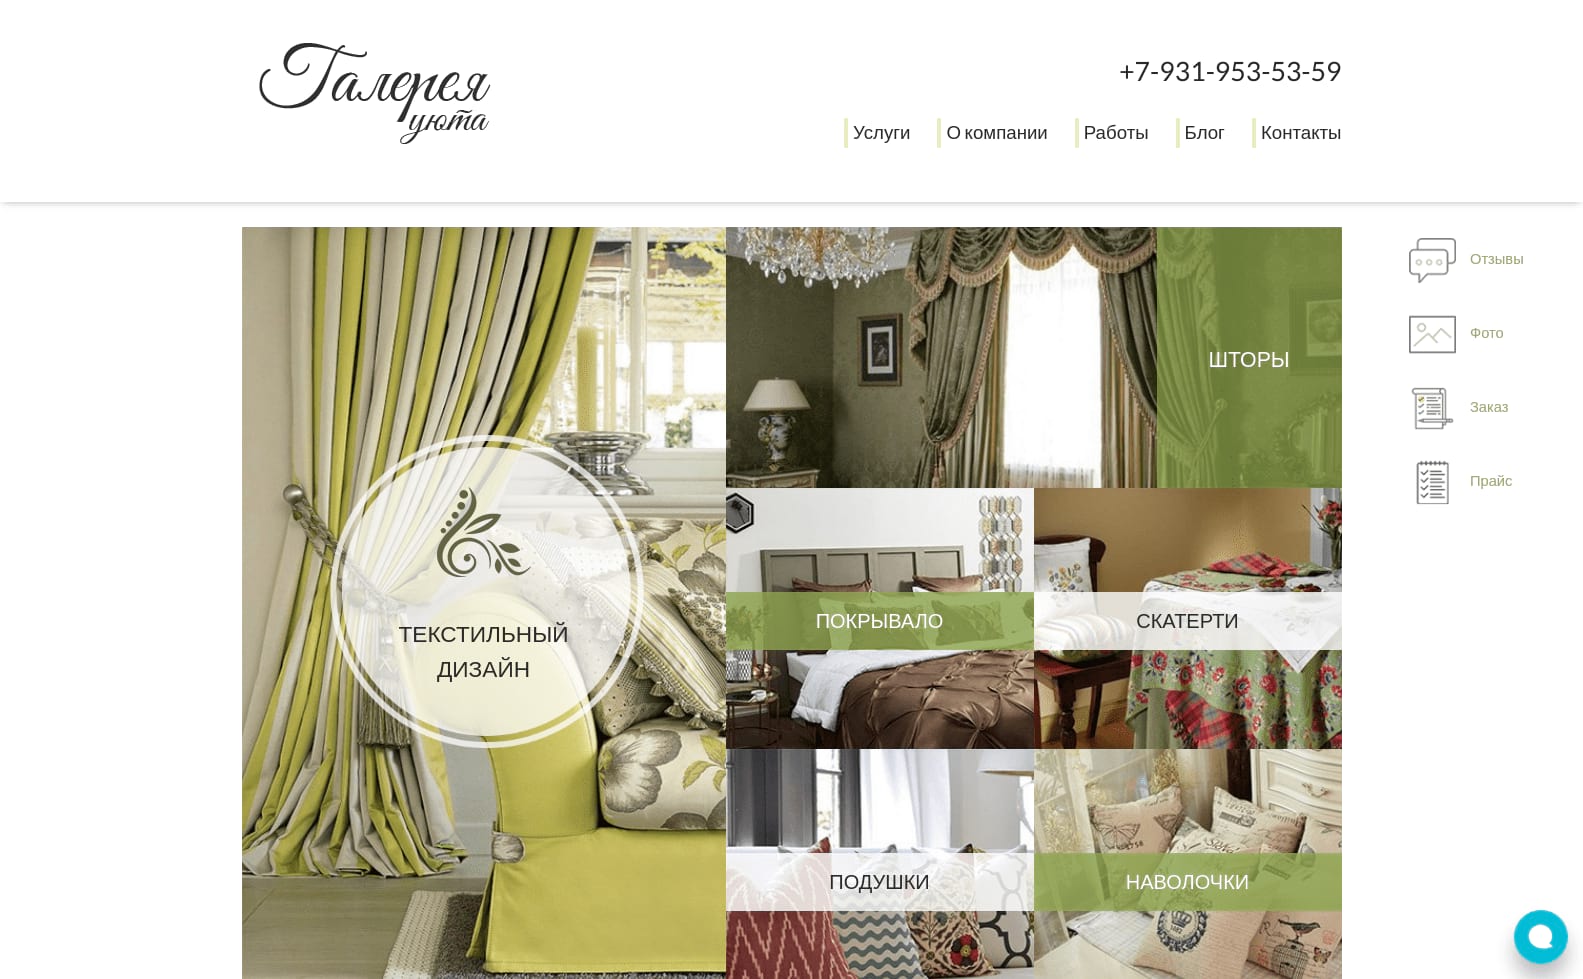 Галерея
уюта
+7-931-953-53-59
Услуги
О компании
Работы
Блог
Контакты
ШТОРЫ
Отзывы
Фото
Заказ
Прайс
ТЕКСТИЛЬНЫЙ
ДИЗАЙН
ПОКРЫВАЛО
СКАТЕРТИ
ПОДУШКИ
НАВОЛОЧКИ